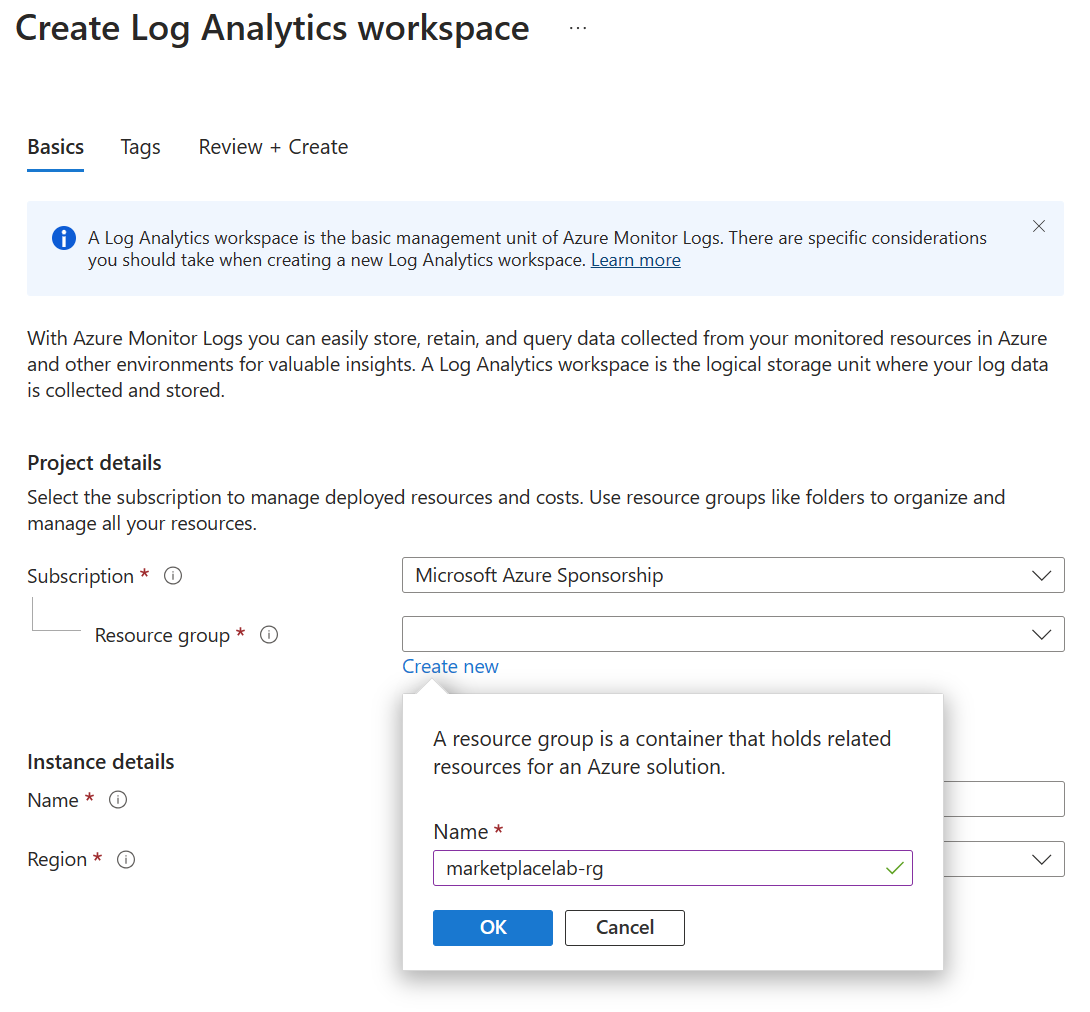 Create Log Analytics workspace ...
Basics Tags Review + Create
A Log Analytics workspace is the basic management unit of Azure Monitor Logs. There are specific considerations
you should take when creating a new Log Analytics workspace. Learn more
With Azure Monitor Logs you can easily store, retain, and query data collected from your monitored resources in Azure
and other environments for valuable insights. A Log Analytics workspace is the logical storage unit where your log data
is collected and stored.
Project details
Select the subscription to manage deployed resources and costs. Use resource groups like folders to organize and
manage all your resources.
Subscription * Microsoft Azure Sponsorship
Resource group *
Create new
A resource group is a container that holds related
resources for an Azure solution.
Name *
marketplacelab-rg
OK Cancel
Instance details
Name *
Region *